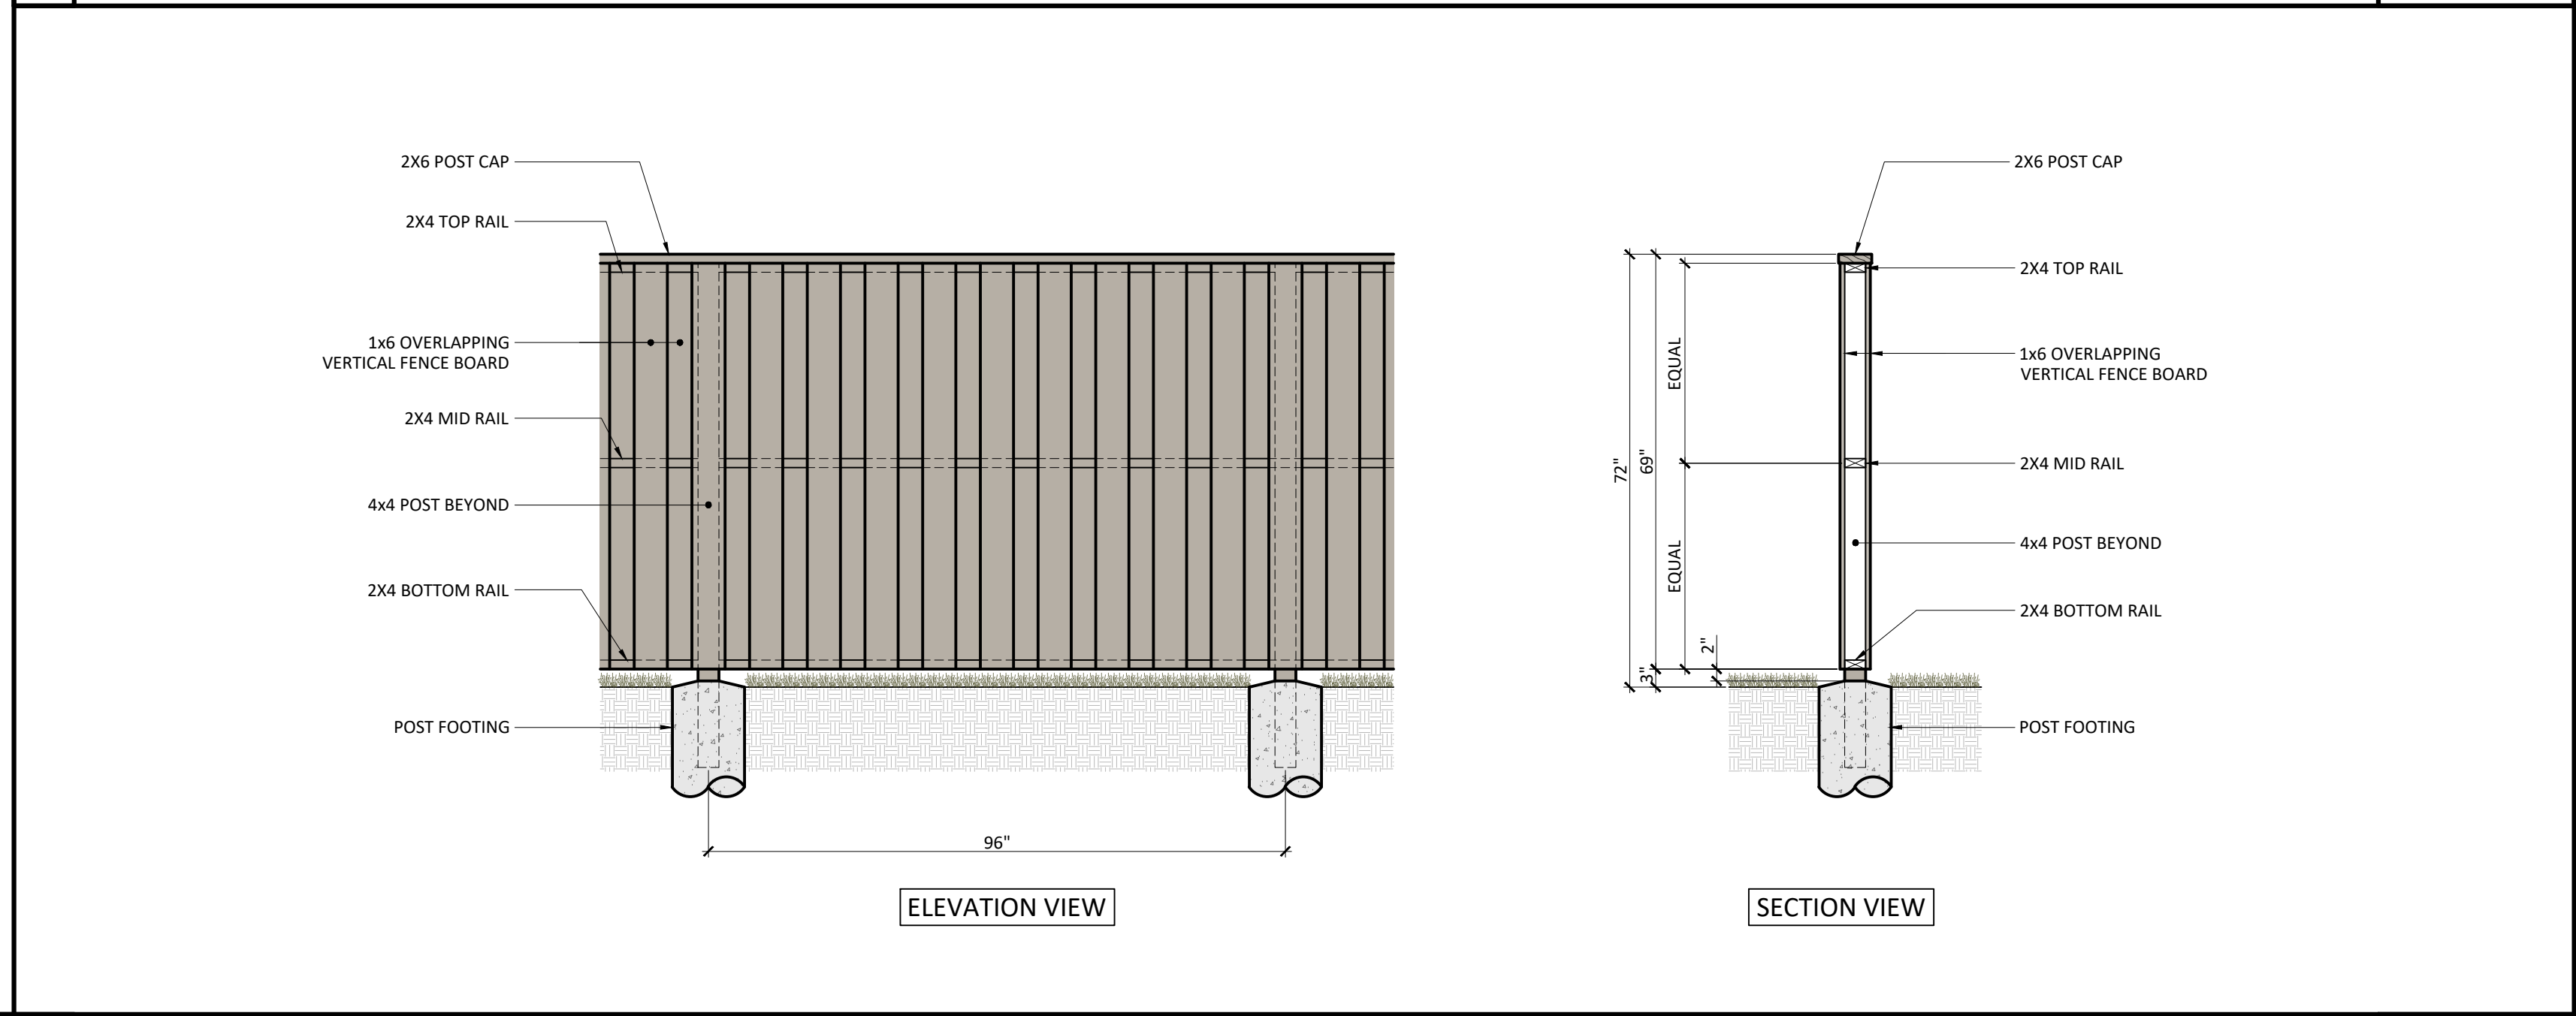 2X6 POST CAP
2X4 TOP RAIL
1x6 OVERLAPPING
VERTICAL FENCE BOARD
2X4 MID RAIL
4x4 POST BEYOND
2X4 BOTTOM RAIL
POST FOOTING
96"
ELEVATION VIEW
72"
69"
3"
EQUAL
EQUAL
2"
2X6 POST CAP
2X4 TOP RAIL
1x6 OVERLAPPING
VERTICAL FENCE BOARD
2X4 MID RAIL
4x4 POST BEYOND
2X4 BOTTOM RAIL
POST FOOTING
SECTION VIEW